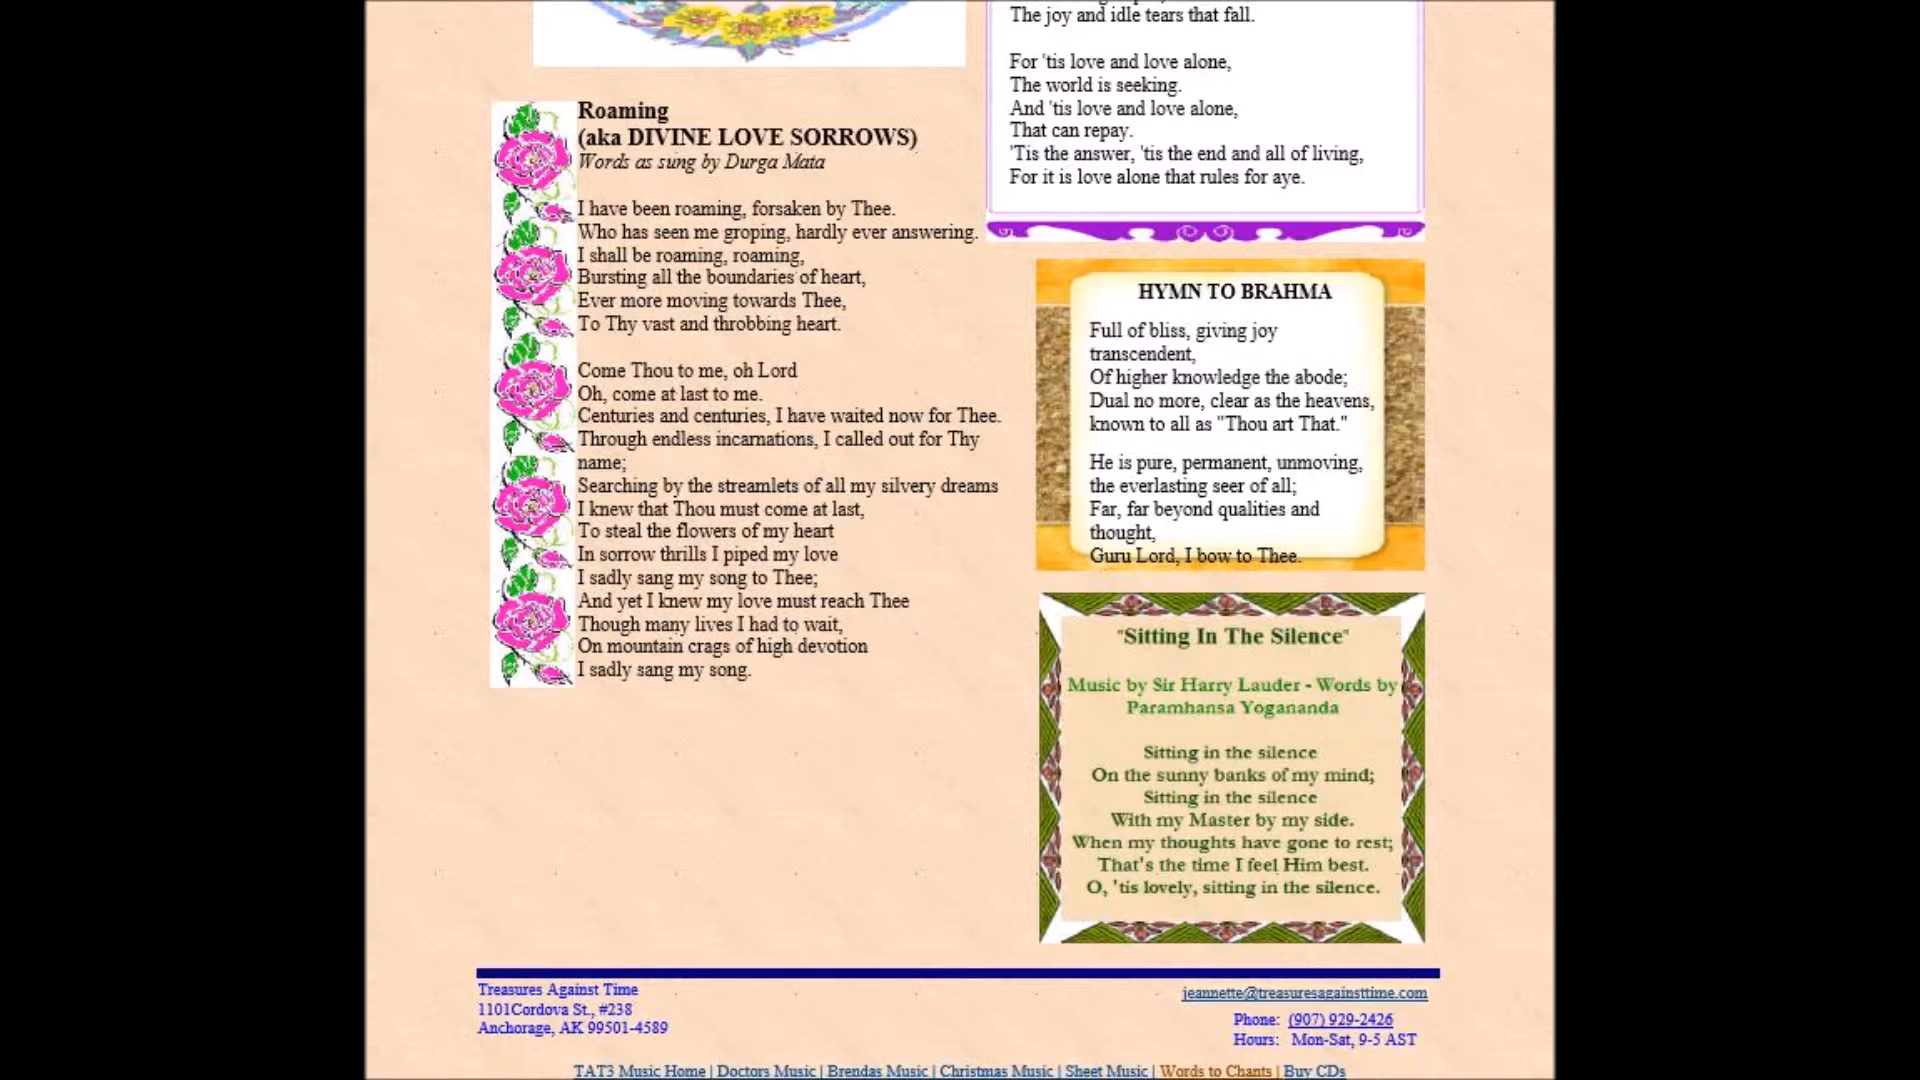 The joy and idle tears that fall.
For 'tis love and love alone,
The world is seeking.
And 'tis love and love alone,
That can repay.
'Tis the answer, 'tis the end and all of living,
For it is love alone that rules for aye.
Roaming
(aka DIVINE LOVE SORROWS)
Words as sung by Durga Mata
I have been roaming, forsaken by Thee.
Who has seen me groping, hardly ever answering.
I shall be roaming, roaming,
Bursting all the boundaries of heart,
Ever more moving towards Thee,
To Thy vast and throbbing heart.
Come Thou to me, oh Lord
Oh, come at last to me.
Centuries and centuries, I have waited now for Thee.
Through endless incarnations, I called out for Thy
name;
Searching by the streamlets of all my silvery dreams
I knew that Thou must come at last,
To steal the flowers of my heart
In sorrow thrills I piped my love
I sadly sang my song to Thee;
And yet I knew my love must reach Thee
Though many lives I had to wait,
On mountain crags of high devotion
I sadly sang my song.
HYMN TO BRAHMA
Full of bliss, giving joy
transcendent,
Of higher knowledge the abode;
Dual no more, clear as the heavens,
known to all as "Thou art That."
He is pure, permanent, unmoving,
the everlasting seer of all;
Far, far beyond qualities and
thought,
Guru Lord, I bow to Thee.
"Sitting In The Silence"
Music by Sir Harry Lauder - Words by
Paramhansa Yogananda
Sitting in the silence
On the sunny banks of my mind;
Sitting in the silence
With my Master by my side.
When my thoughts have gone to rest;
That's the time I feel Him best.
O, 'tis lovely, sitting in the silence.
Treasures Against Time
1101Cordova St., #238
Anchorage, AK 99501-4589
jeannette@treasuresagainsttime.com
Phone: (907) 929-2426
Hours: Mon-Sat, 9-5 AST
TAT3 Music Home | Doctors Music | Brendas Music | Christmas Music | Sheet Music | Words to Chants | Buy CDs